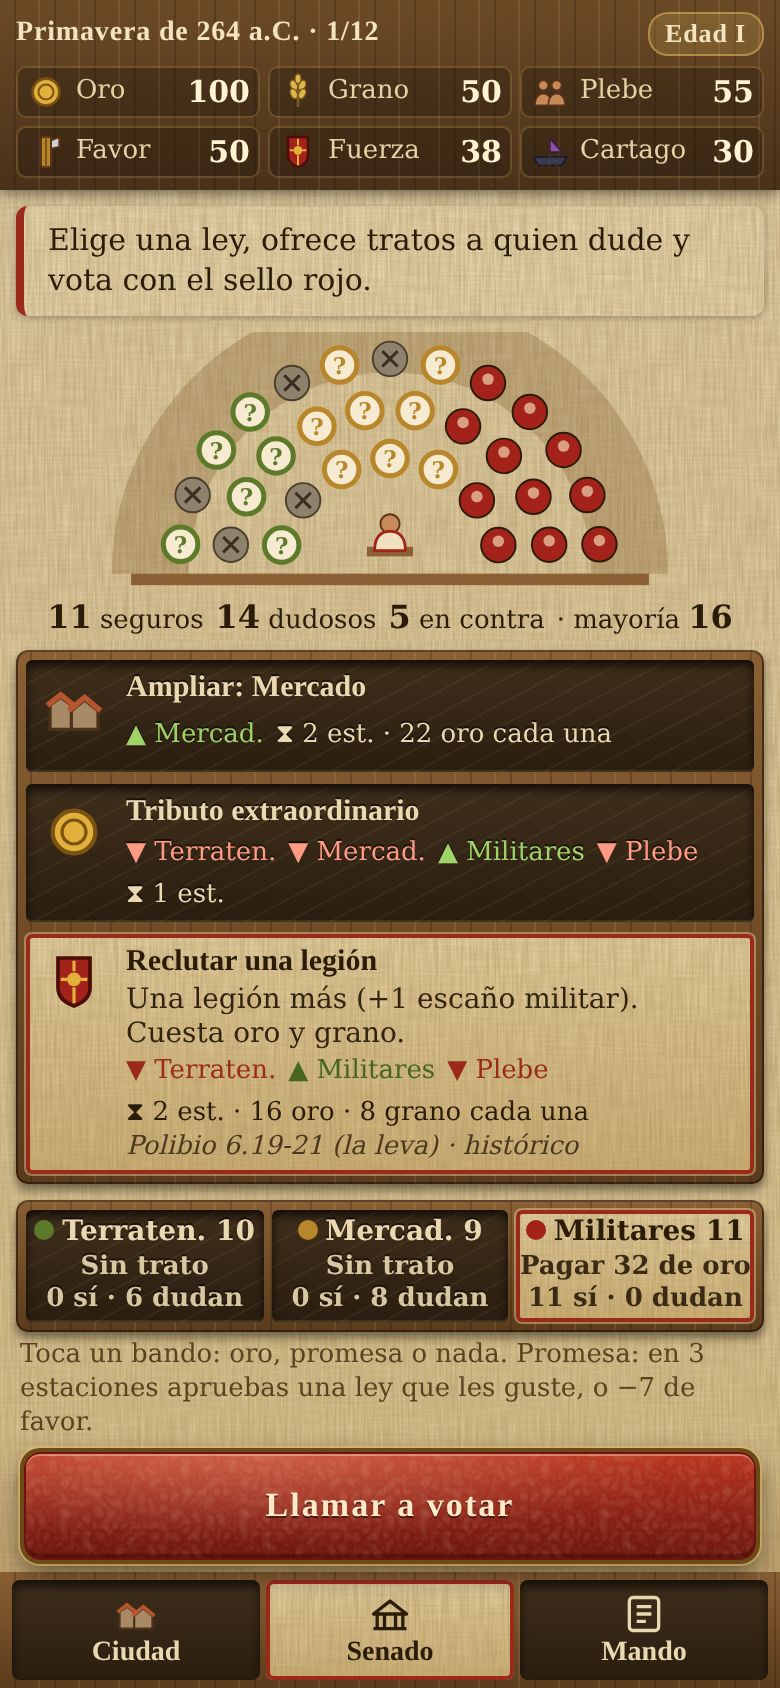 Primavera de 264 a.C. · 1/12
Edad I
Oro 100
Grano 50
Plebe 55
Favor 50
Fuerza 38
Cartago 30
Elige una ley, ofrece tratos a quien dude y
vota con el sello rojo.
? ? ? ? ? ? ? ? ? ? ? ? ? ?
11 seguros 14 dudosos 5 en contra · mayoría 16
Ampliar: Mercado
▲ Mercad. ⧗ 2 est. · 22 oro cada una
Tributo extraordinario
▼ Terraten. ▼ Mercad. ▲ Militares ▼ Plebe
⧗ 1 est.
Reclutar una legión
Una legión más (+1 escaño militar).
Cuesta oro y grano.
▼ Terraten. ▲ Militares ▼ Plebe
⧗ 2 est. · 16 oro · 8 grano cada una
Polibio 6.19-21 (la leva) · histórico
Terraten. 10
Sin trato
0 sí · 6 dudan
Mercad. 9
Sin trato
0 sí · 8 dudan
Militares 11
Pagar 32 de oro
11 sí · 0 dudan
Toca un bando: oro, promesa o nada. Promesa: en 3
estaciones apruebas una ley que les guste, o −7 de
favor.
Llamar a votar
Ciudad
Senado
Mando